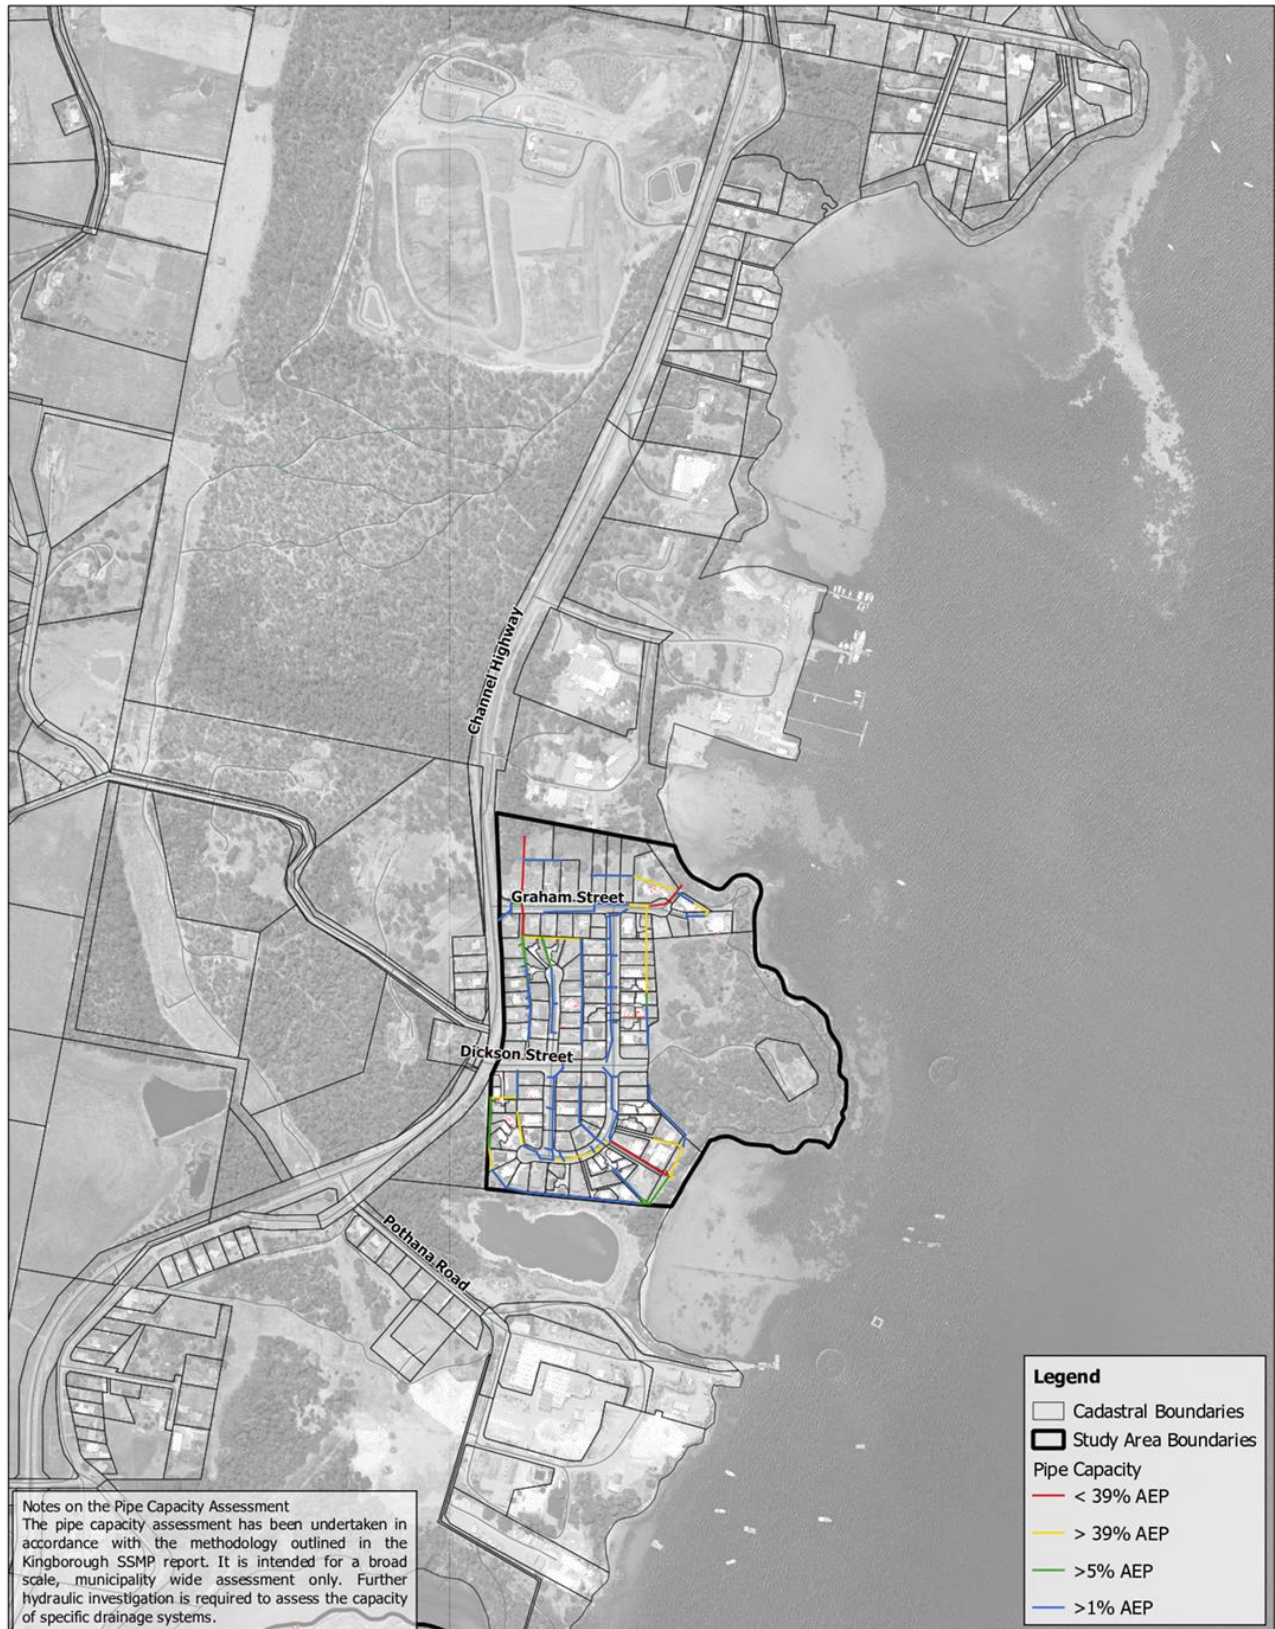 Channel Highway
Graham Street
Dickson Street
Pothana Road
Legend
Cadastral Boundaries
Study Area Boundaries
Pipe Capacity
< 39% AEP
> 39% AEP
>5% AEP
>1% AEP
Notes on the Pipe Capacity Assessment
The pipe capacity assessment has been undertaken in
accordance with the methodology outlined in the
Kingborough SSMP report. It is intended for a broad
scale, municipality wide assessment only. Further
hydraulic investigation is required to assess the capacity
of specific drainage systems.